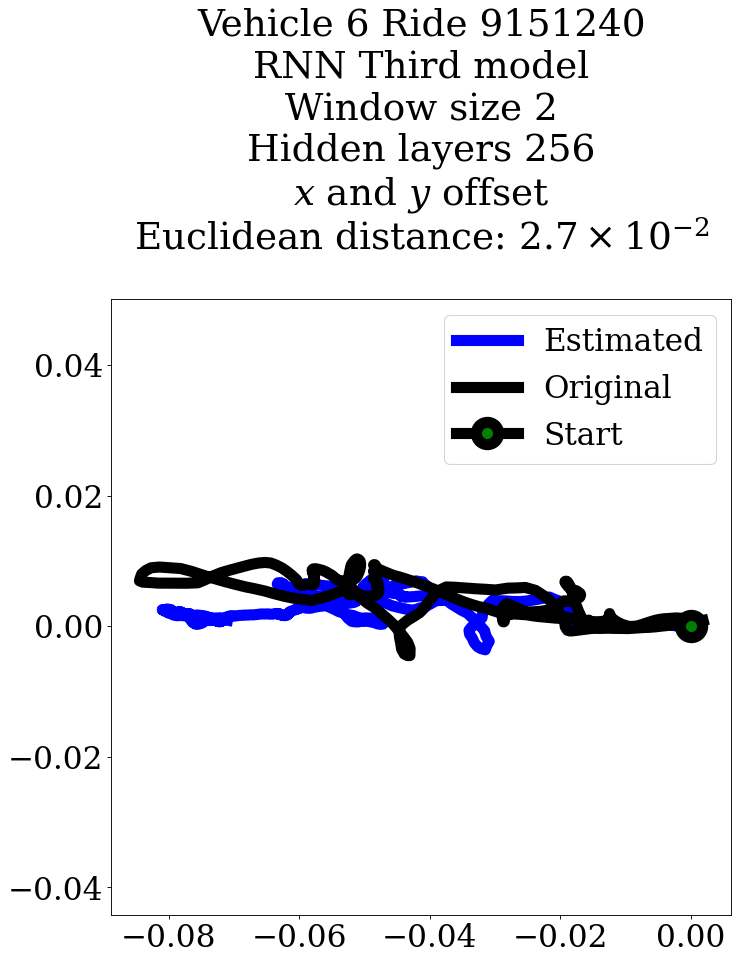 Vehicle 6 Ride 9151240
RNN Third model
Window size 2
Hidden layers 256
x and y offset
Euclidean distance: 2.7 × 10⁻²
Estimated
Original
Start
0.04
0.02
0.00
−0.02
−0.04
−0.08
−0.06
−0.04
−0.02
0.00